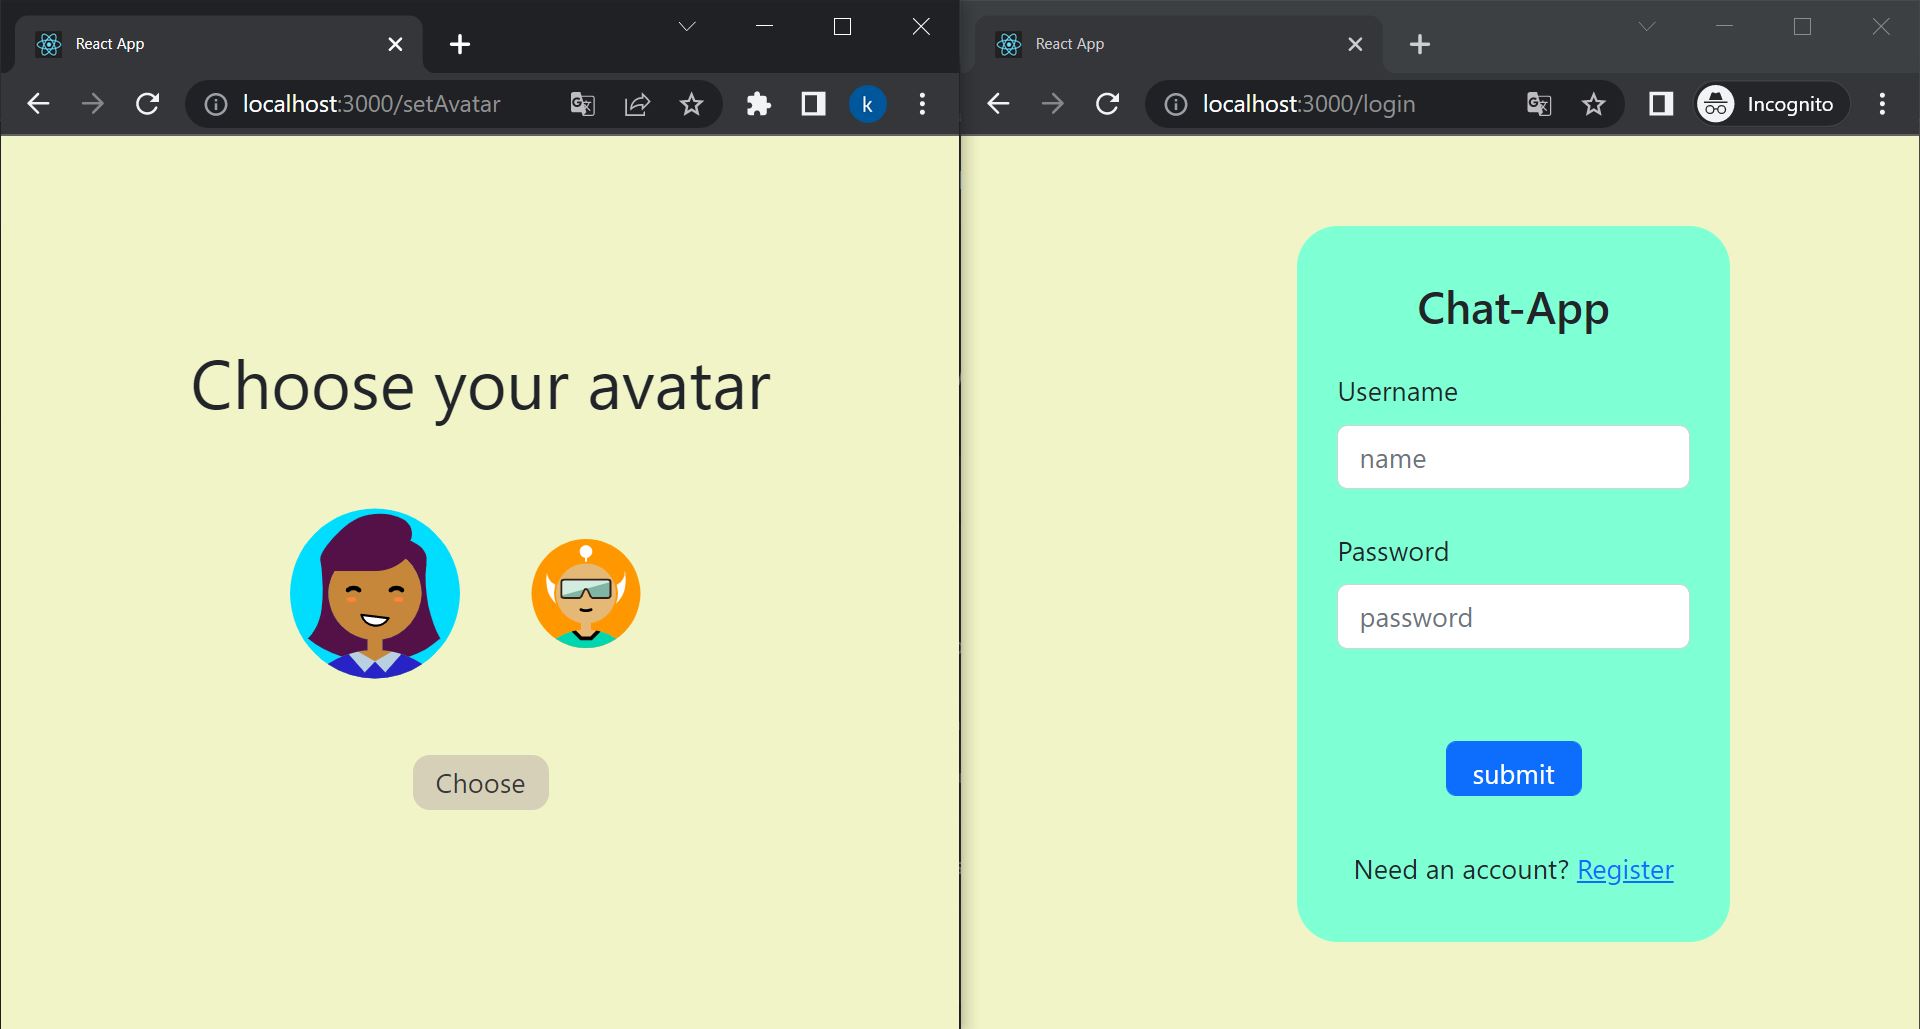 React App
localhost:3000/setAvatar
k
Choose your avatar
Choose
React App
localhost:3000/login
Incognito
Chat-App
Username
name
Password
password
submit
Need an account? Register